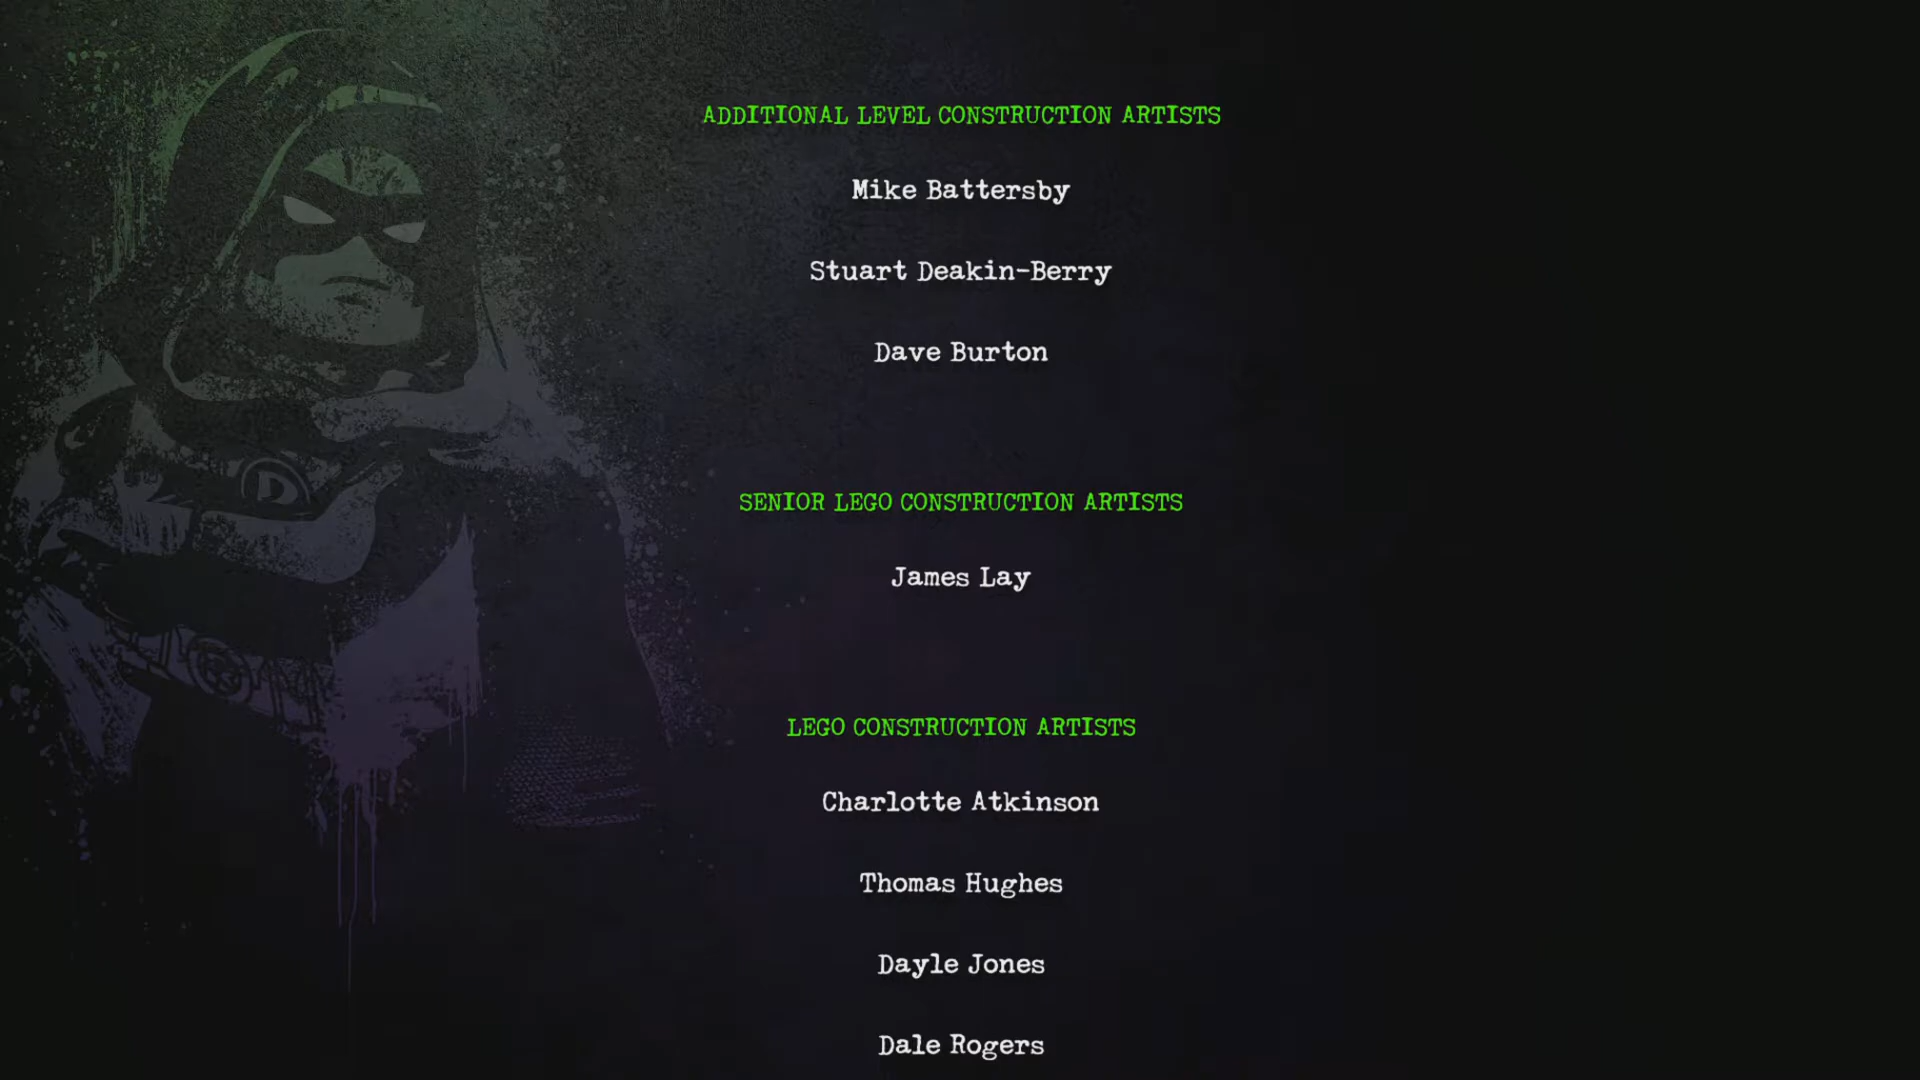 ADDITIONAL LEVEL CONSTRUCTION ARTISTS
Mike Battersby
Stuart Deakin-Berry
Dave Burton
SENIOR LEGO CONSTRUCTION ARTISTS
James Lay
LEGO CONSTRUCTION ARTISTS
Charlotte Atkinson
Thomas Hughes
Dayle Jones
Dale Rogers